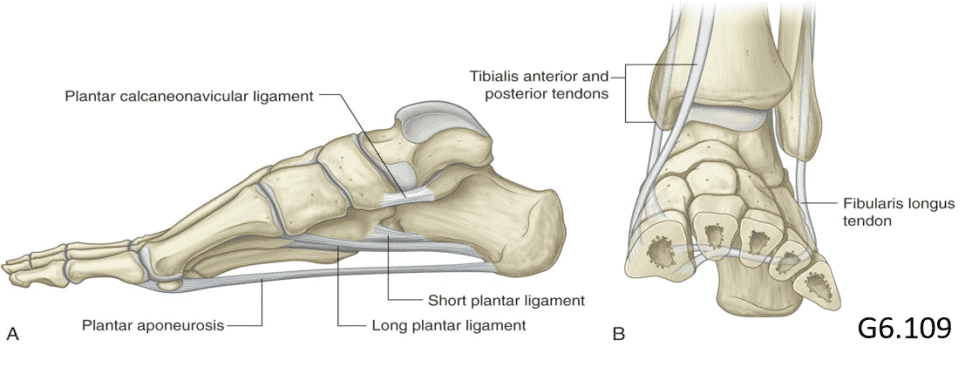 Plantar calcaneonavicular ligament
Short plantar ligament
Plantar aponeurosis
Long plantar ligament
A
Tibialis anterior and
posterior tendons
Fibularis longus
tendon
B
G6.109